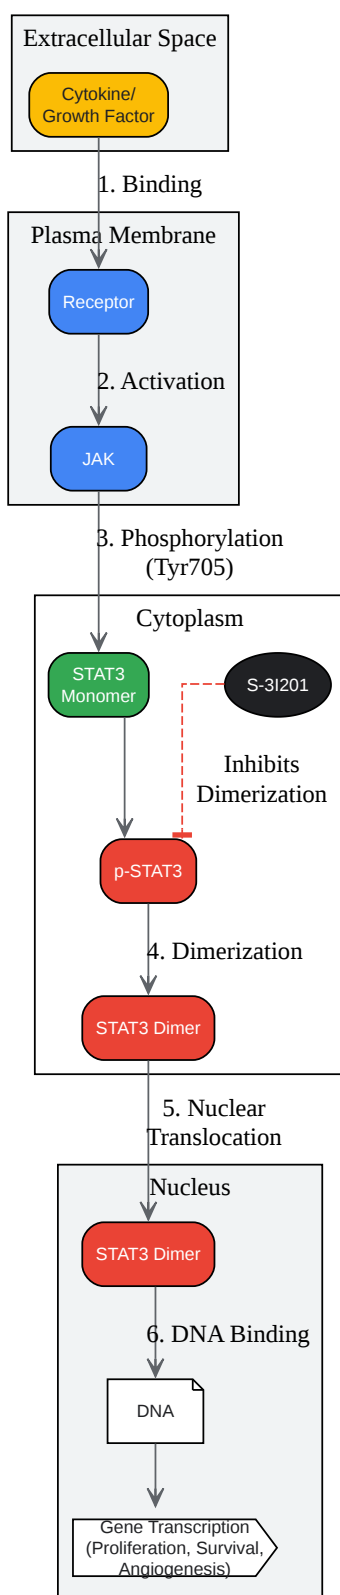 Extracellular Space
Cytokine/
Growth Factor
1. Binding
Plasma Membrane
Receptor
2. Activation
JAK
3. Phosphorylation
(Tyr705)
Cytoplasm
STAT3
Monomer
S-3I201
Inhibits
Dimerization
p-STAT3
4. Dimerization
STAT3 Dimer
5. Nuclear
Translocation
Nucleus
STAT3 Dimer
6. DNA Binding
DNA
Gene Transcription
(Proliferation, Survival,
Angiogenesis)